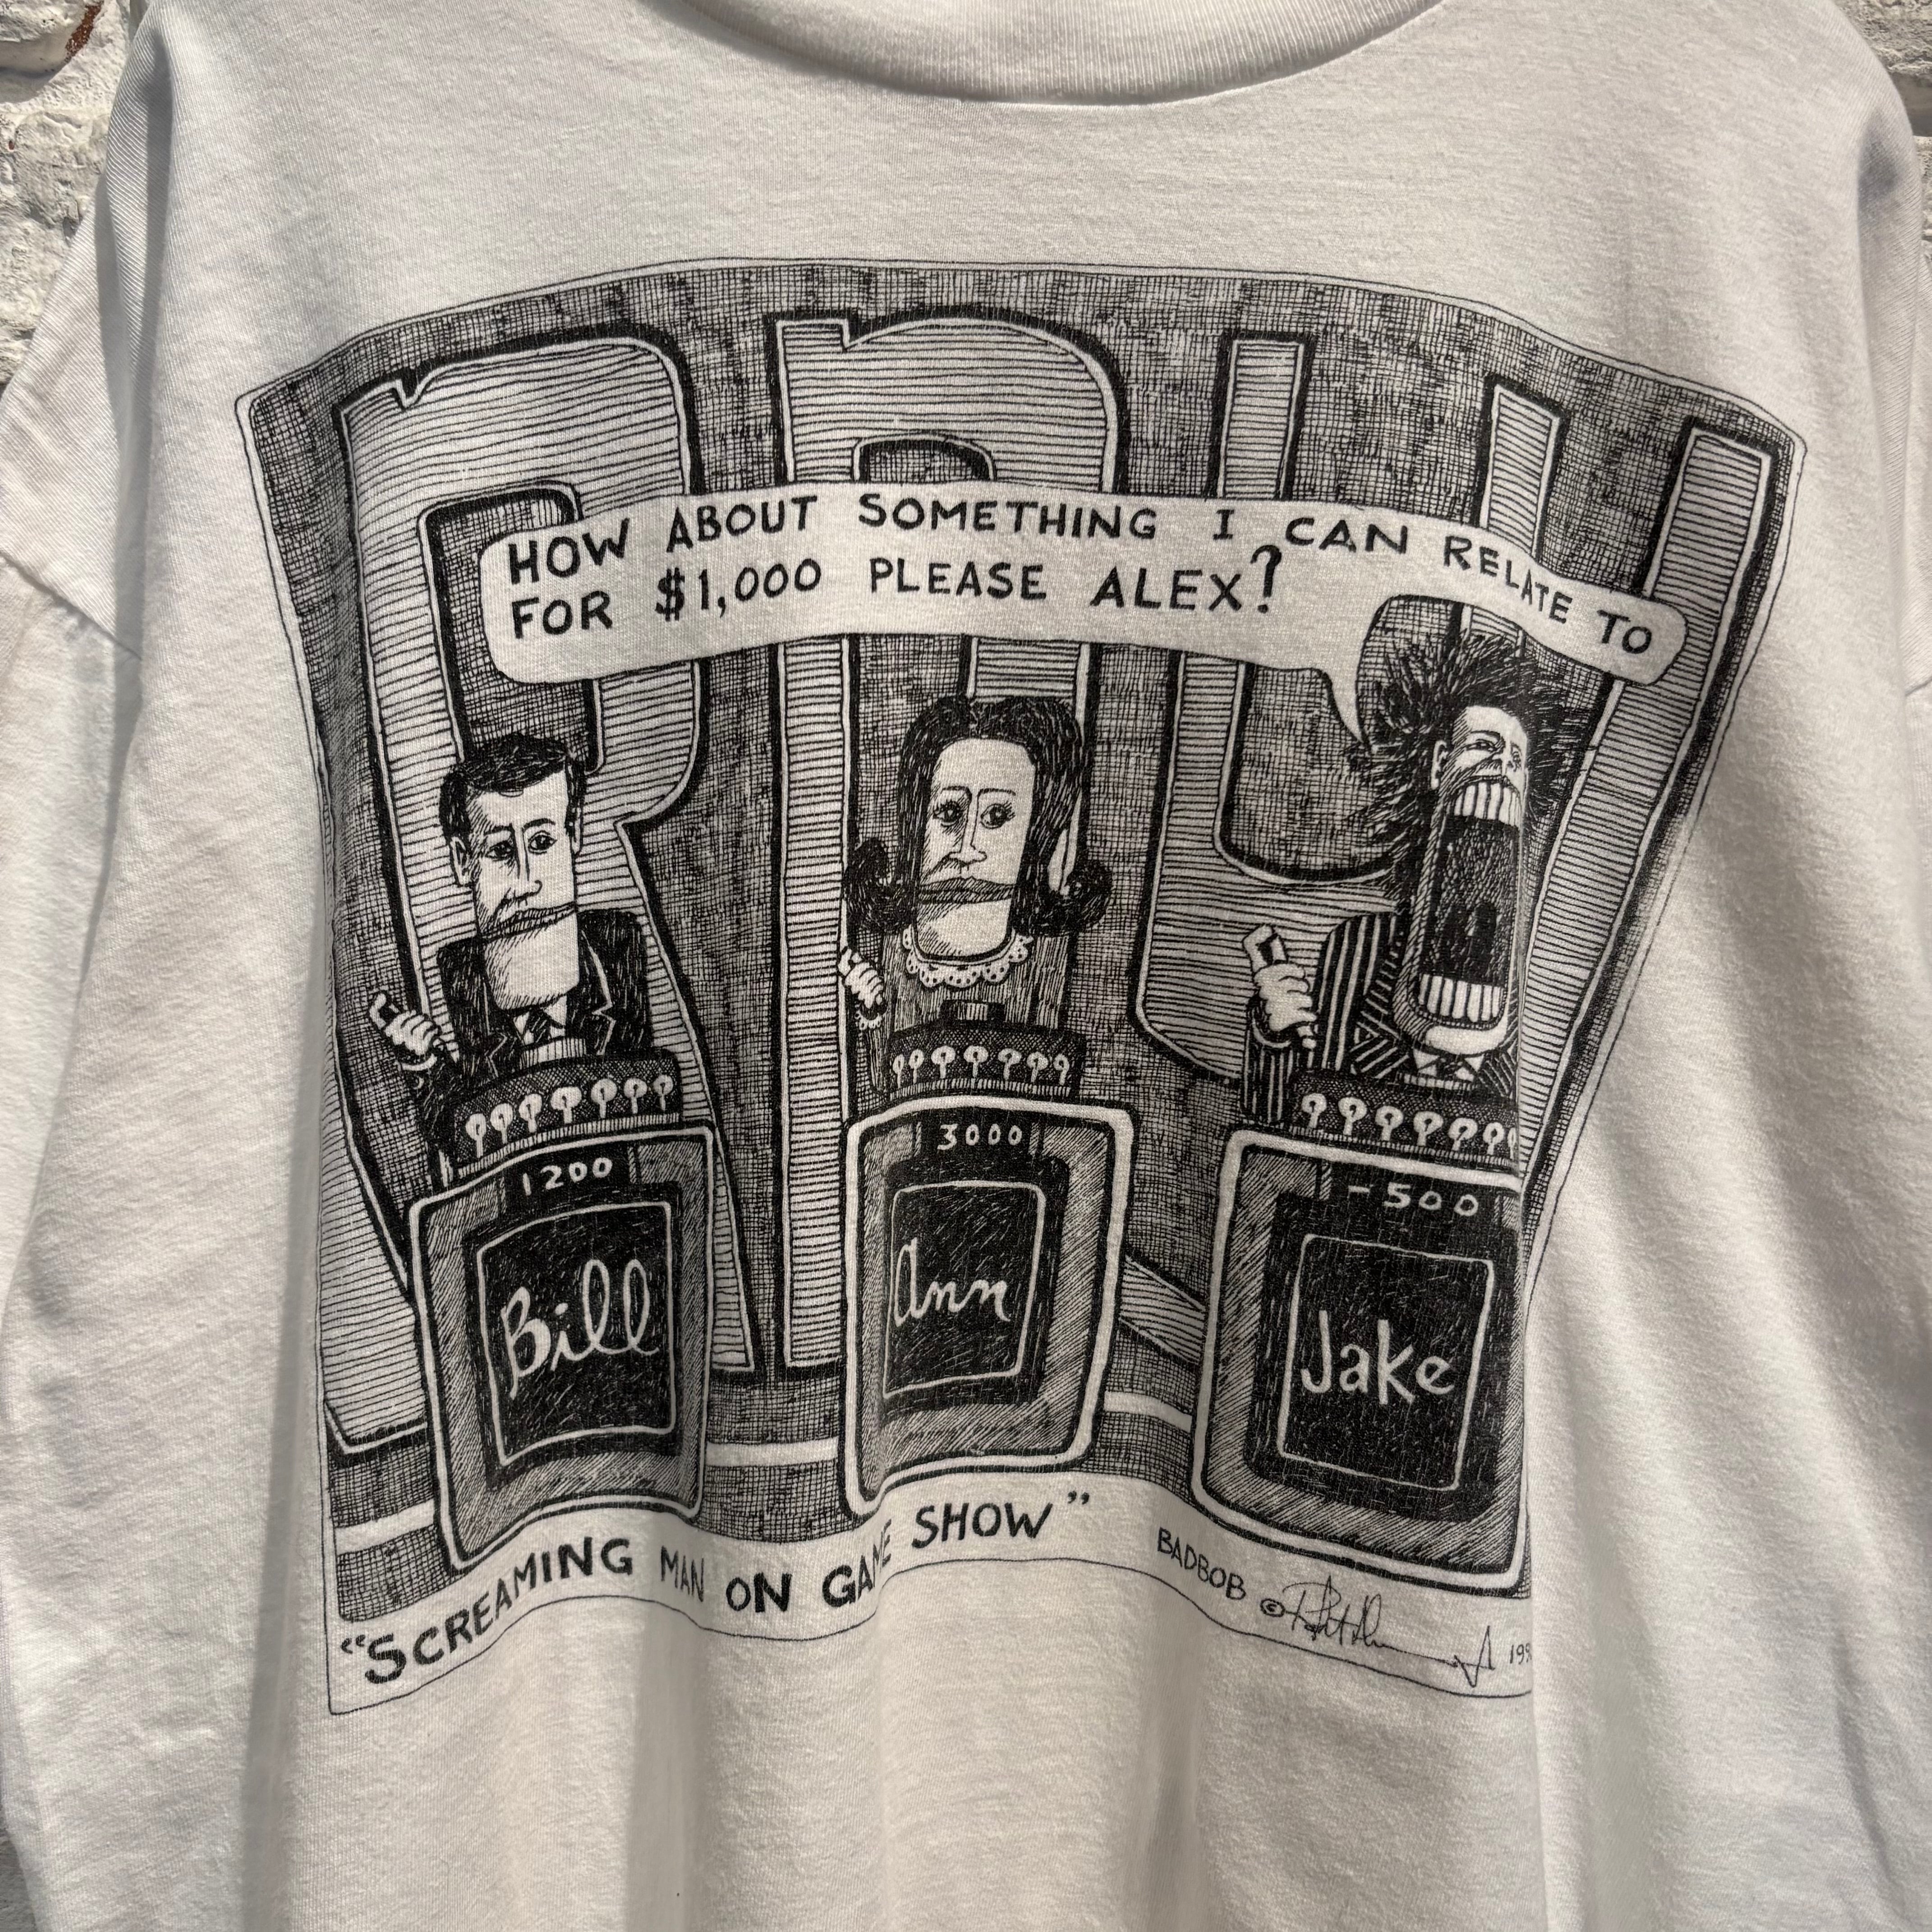 HOW ABOUT SOMETHING I CAN RELATE TO
FOR $1,000 PLEASE ALEX?
1200
Bill
3000
Ann
-500
Jake
"SCREAMING MAN ON GAME SHOW"
BADBOB ©